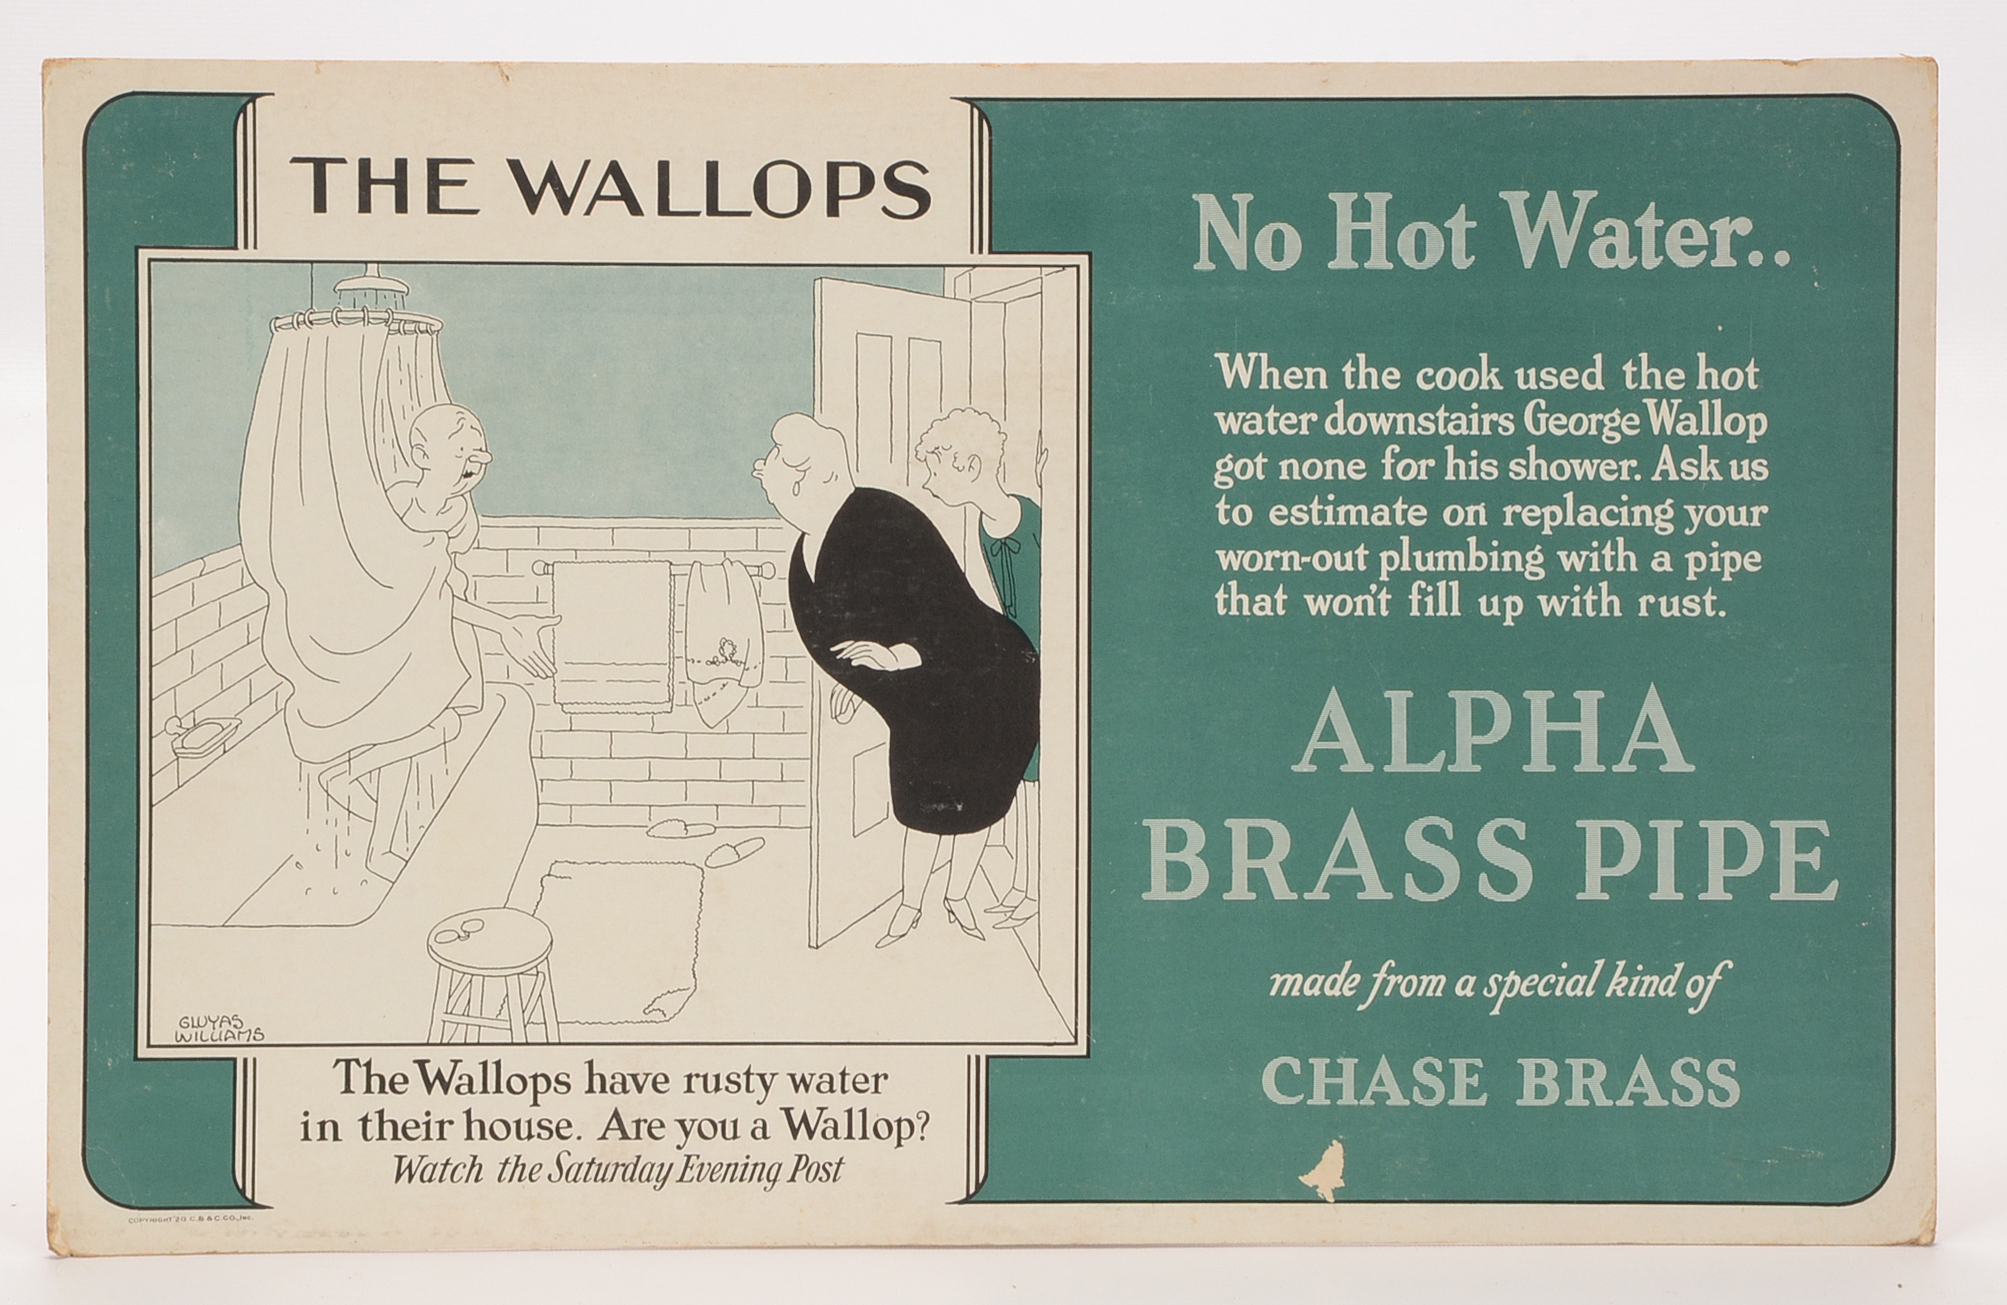 THE WALLOPS
GLUYAS
WILLIAMS
The Wallops have rusty water
in their house. Are you a Wallop?
Watch the Saturday Evening Post
No Hot Water..
When the cook used the hot
water downstairs George Wallop
got none for his shower. Ask us
to estimate on replacing your
worn-out plumbing with a pipe
that won't fill up with rust.
ALPHA
BRASS PIPE
made from a special kind of
CHASE BRASS